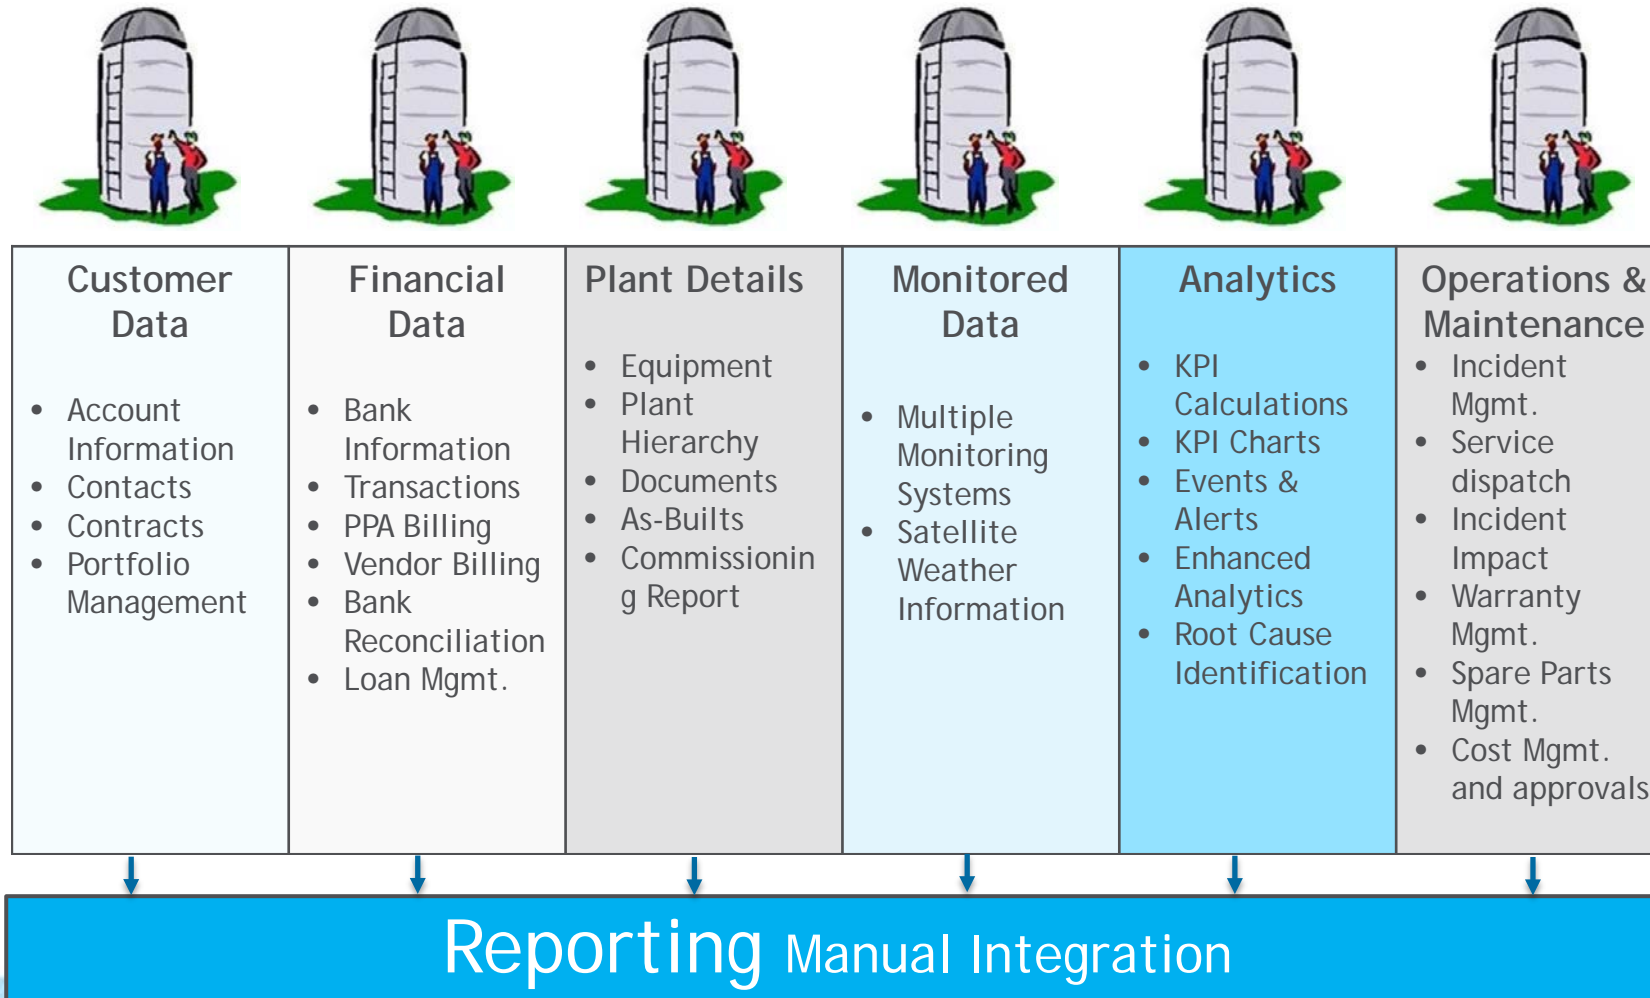 Customer
Data
• Account
Information
• Contacts
• Contracts
• Portfolio
Management
Financial
Data
• Bank
Information
• Transactions
• PPA Billing
• Vendor Billing
• Bank
Reconciliation
• Loan Mgmt.
Plant Details
• Equipment
• Plant
Hierarchy
• Documents
• As-Builts
• Commissionin
g Report
Monitored
Data
• Multiple
Monitoring
Systems
• Satellite
Weather
Information
Analytics
• KPI
Calculations
• KPI Charts
• Events &
Alerts
• Enhanced
Analytics
• Root Cause
Identification
Operations &
Maintenance
• Incident
Mgmt.
• Service
dispatch
• Incident
Impact
• Warranty
Mgmt.
• Spare Parts
Mgmt.
• Cost Mgmt.
and approvals
Reporting Manual Integration